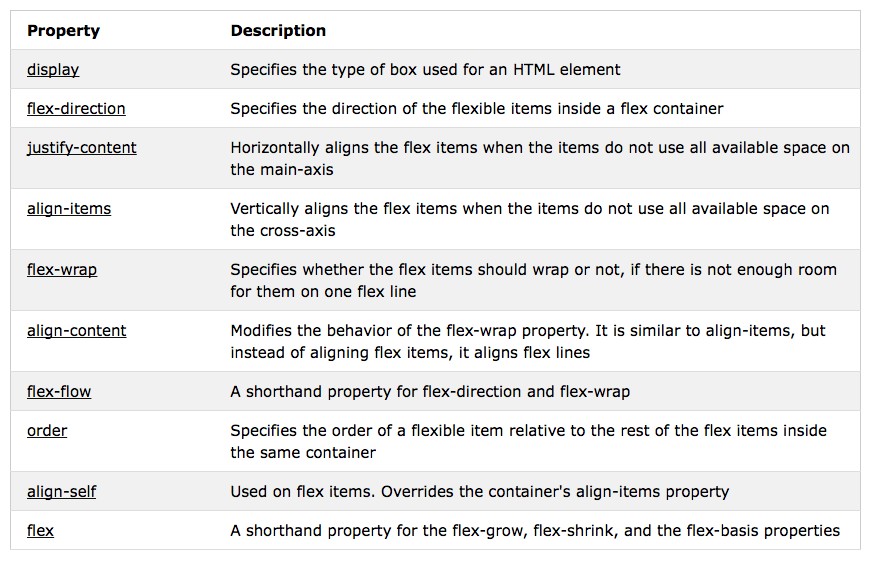 Property Description
display Specifies the type of box used for an HTML element
flex-direction Specifies the direction of the flexible items inside a flex container
justify-content Horizontally aligns the flex items when the items do not use all available space on
the main-axis
align-items Vertically aligns the flex items when the items do not use all available space on
the cross-axis
flex-wrap Specifies whether the flex items should wrap or not, if there is not enough room
for them on one flex line
align-content Modifies the behavior of the flex-wrap property. It is similar to align-items, but
instead of aligning flex items, it aligns flex lines
flex-flow A shorthand property for flex-direction and flex-wrap
order Specifies the order of a flexible item relative to the rest of the flex items inside
the same container
align-self Used on flex items. Overrides the container's align-items property
flex A shorthand property for the flex-grow, flex-shrink, and the flex-basis properties